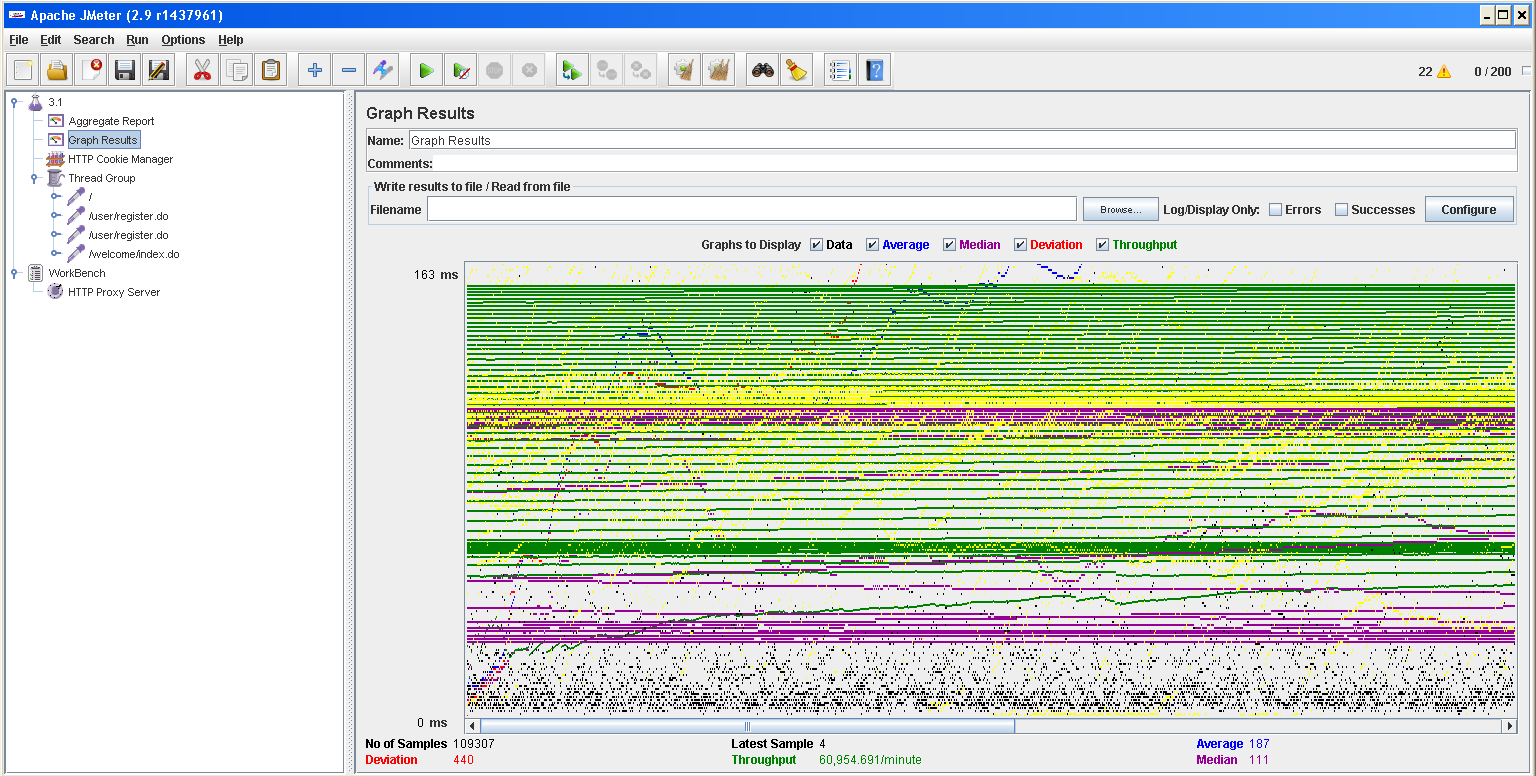 Apache JMeter (2.9 r1437961)
File Edit Search Run Options Help
22 0 / 200
3.1
Aggregate Report
Graph Results
HTTP Cookie Manager
Thread Group
/
/user/register.do
/user/register.do
/welcome/index.do
WorkBench
HTTP Proxy Server
Graph Results
Name: Graph Results
Comments:
Write results to file / Read from file
Filename Browse... Log/Display Only: Errors Successes Configure
Graphs to Display Data Average Median Deviation Throughput
163 ms
0 ms
No of Samples 109307 Latest Sample 4 Average 187
Deviation 440 Throughput 60,954.691/minute Median 111